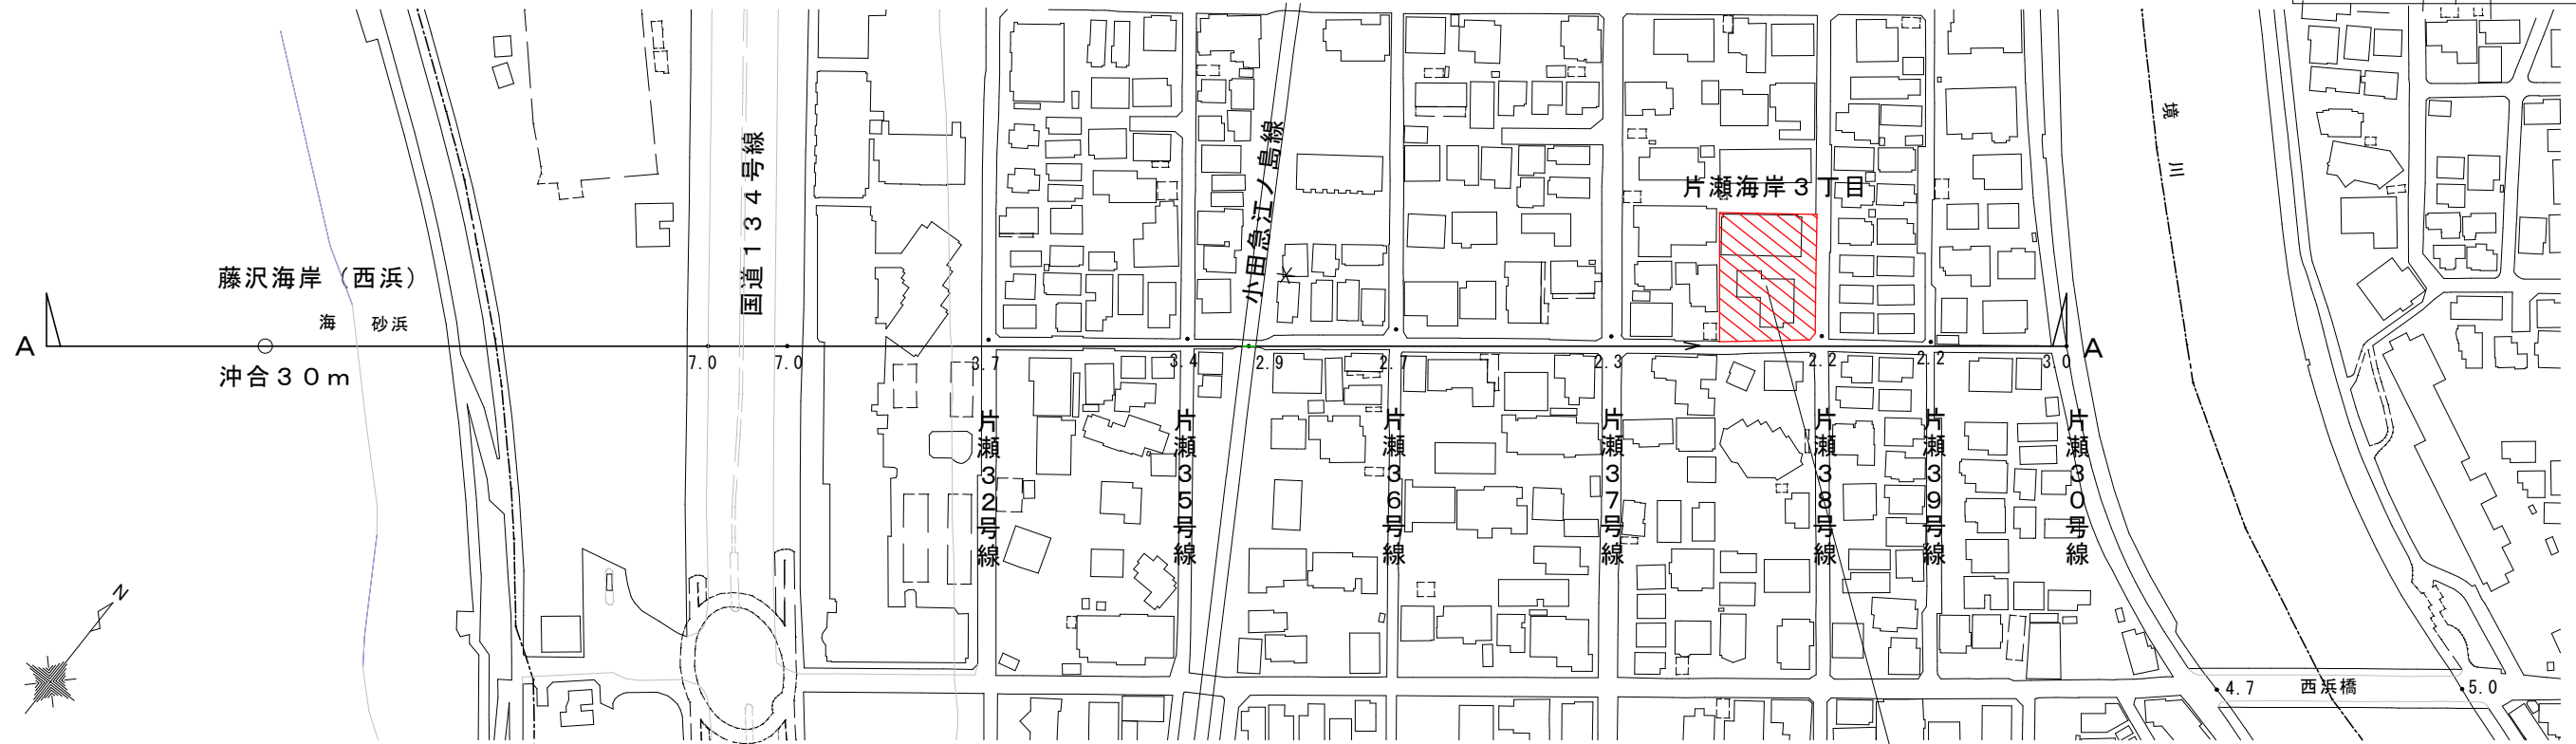 境川
国道134号線
小田急江ノ島線
片瀬海岸3丁目
藤沢海岸（西浜）
海　砂浜
A
A
沖合30m
7.0
7.0
3.7
3.4
2.9
2.7
2.3
2.2
2.2
3.0
片瀬32号線
片瀬35号線
片瀬36号線
片瀬37号線
片瀬38号線
片瀬39号線
片瀬30号線
N
4.7
西浜橋
5.0